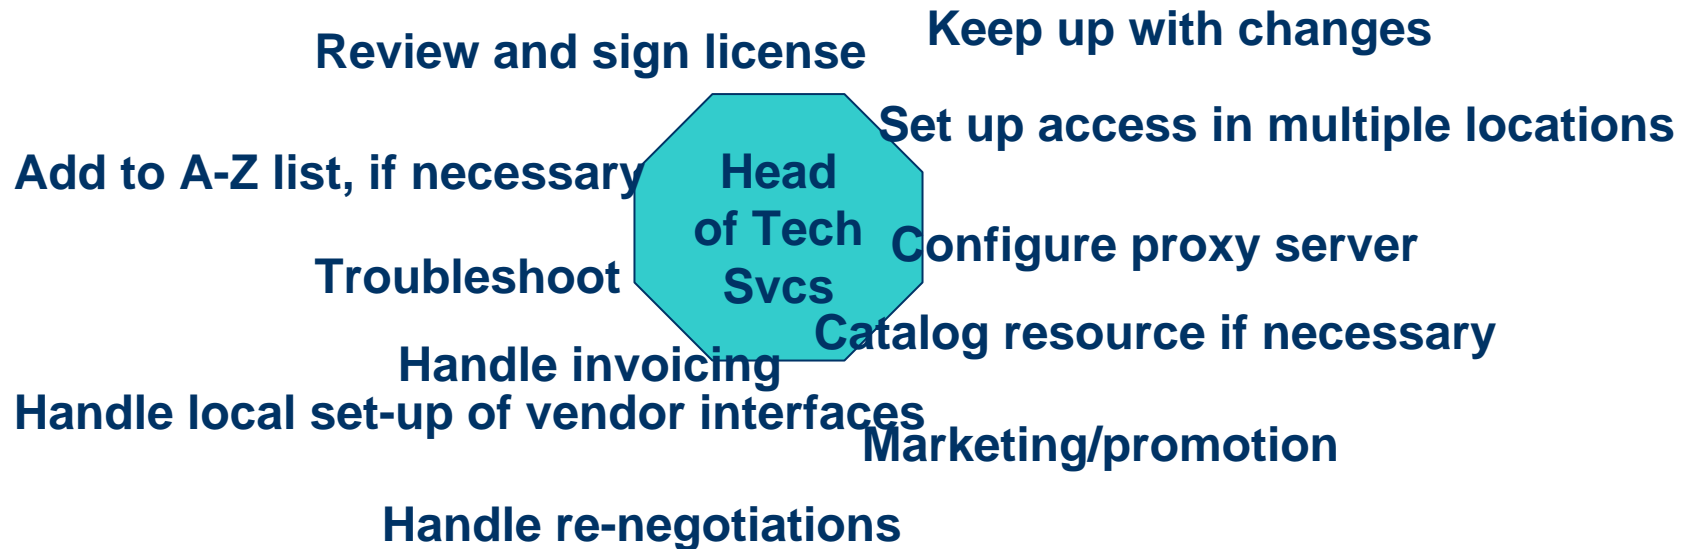 Keep up with changes
Review and sign license
Set up access in multiple locations
Add to A-Z list, if necessary
Head
of Tech
Svcs
Configure proxy server
Troubleshoot
Catalog resource if necessary
Handle invoicing
Handle local set-up of vendor interfaces
Marketing/promotion
Handle re-negotiations